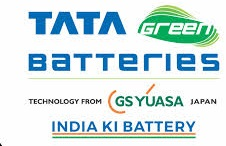 TATA green
BATTERIES
TECHNOLOGY FROM GS YUASA JAPAN
INDIA KI BATTERY